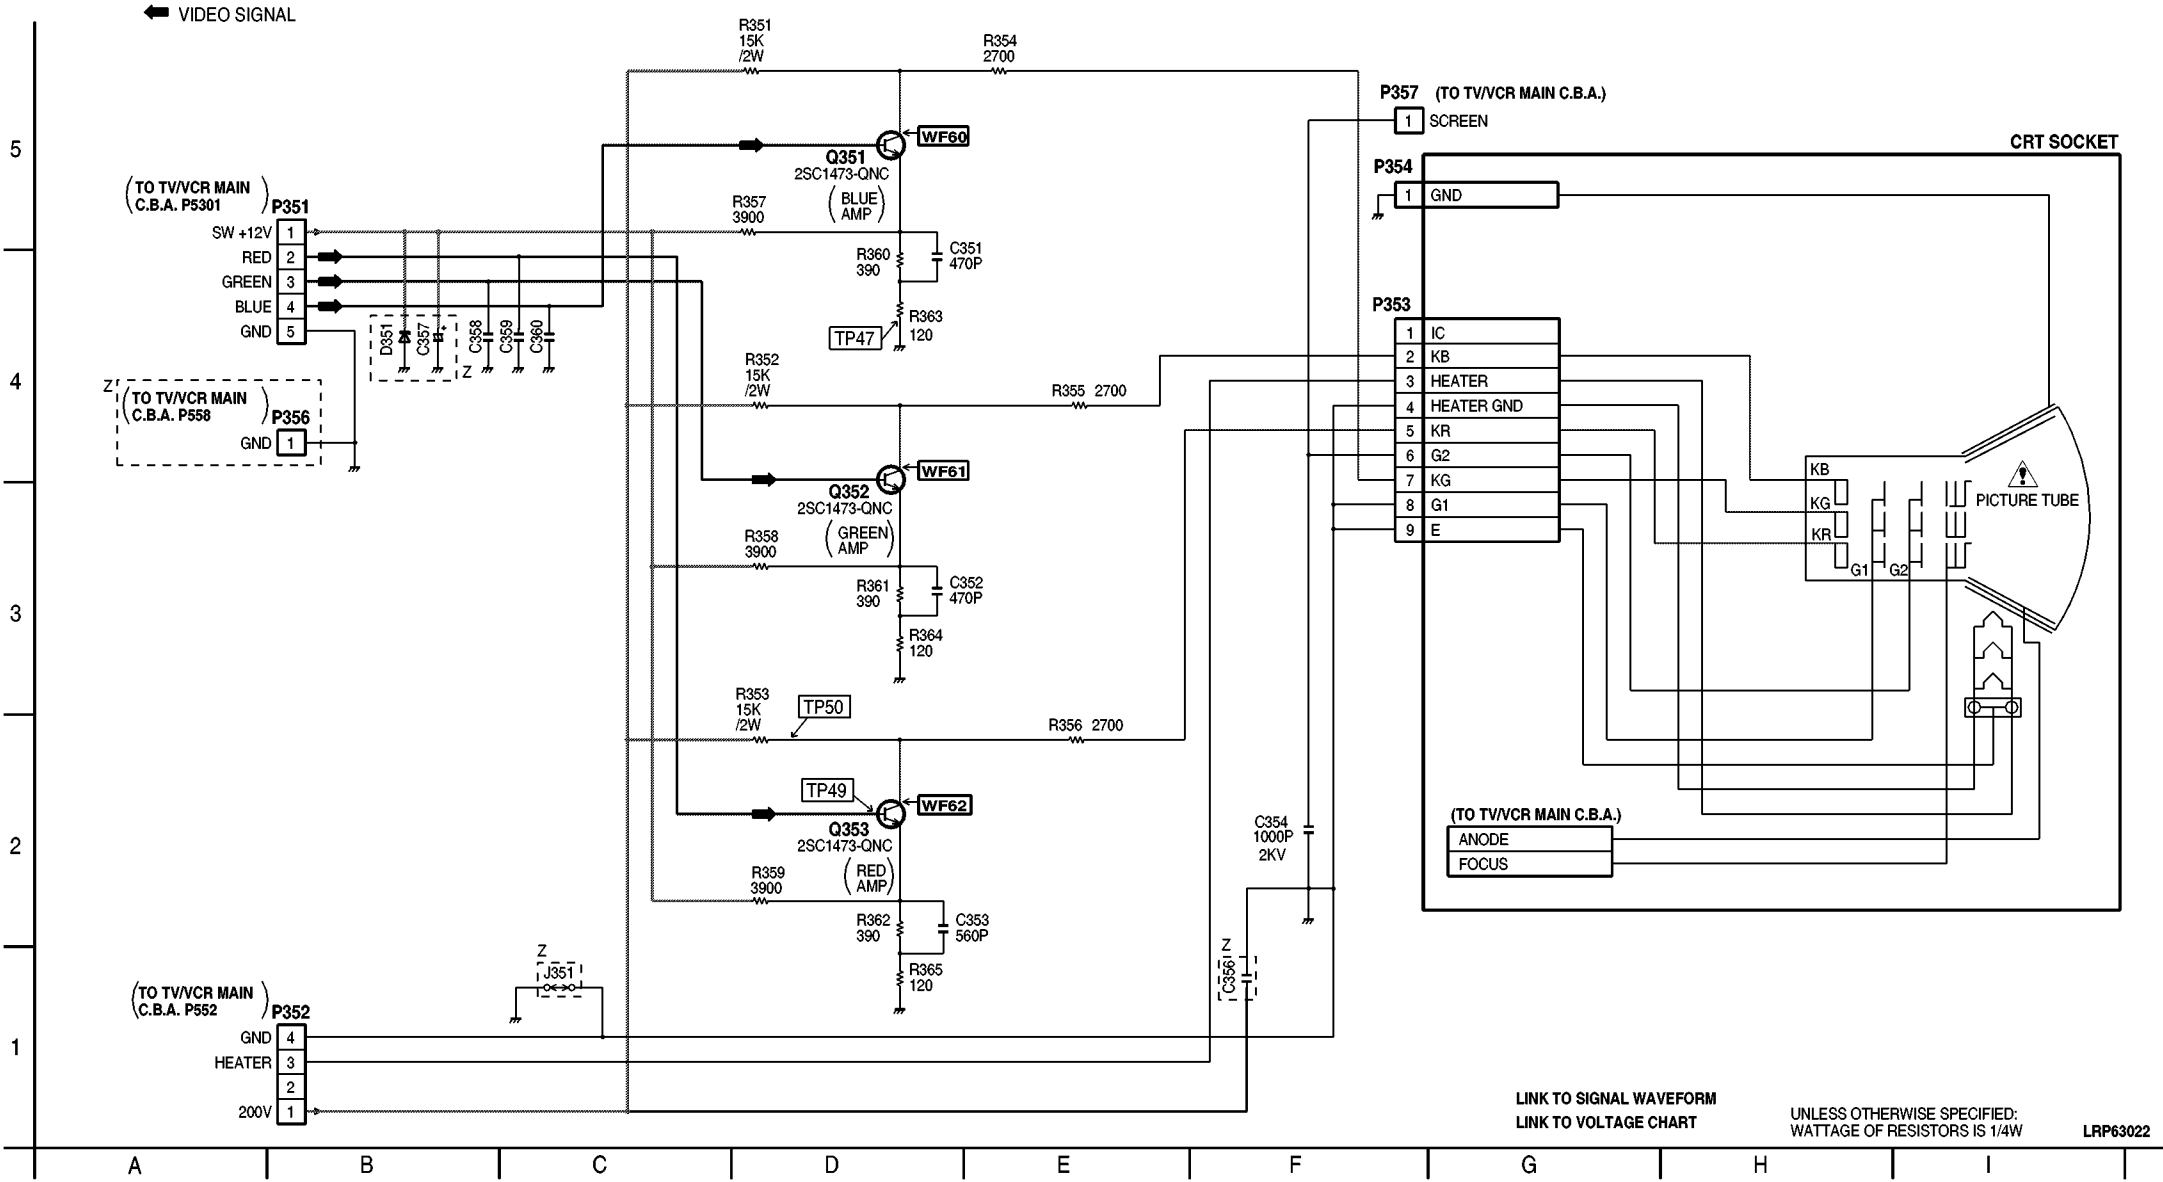 VIDEO SIGNAL
R351
15K
/2W
R354
2700
P357 (TO TV/VCR MAIN C.B.A.)
1 SCREEN
5
WF60
Q351
2SC1473-QNC
(BLUE
AMP)
CRT SOCKET
P354
1 GND
(TO TV/VCR MAIN
C.B.A. P5301)
P351
SW +12V 1
RED 2
GREEN 3
BLUE 4
GND 5
R357
3900
R360
390
C351
470P
R363
120
TP47
D351
C357
+
Z
C358
C359
C360
P353
1 IC
2 KB
3 HEATER
4 HEATER GND
5 KR
6 G2
7 KG
8 G1
9 E
4
Z
(TO TV/VCR MAIN
C.B.A. P558)
P356
GND 1
R352
15K
/2W
R355 2700
WF61
Q352
2SC1473-QNC
(GREEN
AMP)
KB
KG
KR
G1
G2
PICTURE TUBE
R358
3900
R361
390
C352
470P
R364
120
3
R353
15K
/2W
TP50
R356 2700
TP49
WF62
Q353
2SC1473-QNC
(RED
AMP)
C354
1000P
2KV
(TO TV/VCR MAIN C.B.A.)
ANODE
FOCUS
2
R359
3900
R362
390
C353
560P
R365
120
Z
J351
Z
C356
(TO TV/VCR MAIN
C.B.A. P552)
P352
GND 4
HEATER 3
2
200V 1
1
LINK TO SIGNAL WAVEFORM
LINK TO VOLTAGE CHART
UNLESS OTHERWISE SPECIFIED:
WATTAGE OF RESISTORS IS 1/4W
LRP63022
A B C D E F G H I